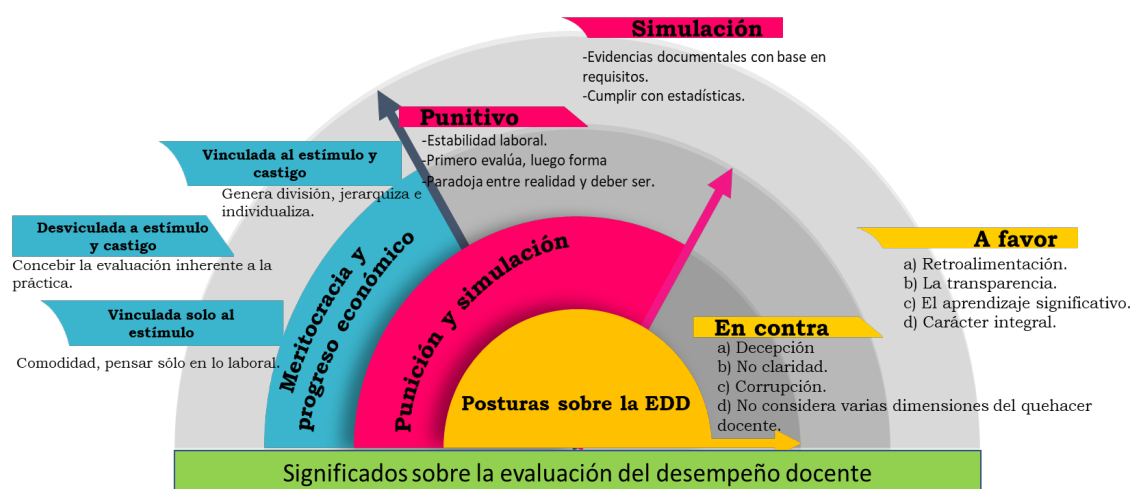 Simulación
-Evidencias documentales con base en
requisitos.
-Cumplir con estadísticas.
Punitivo
-Estabilidad laboral.
-Primero evalúa, luego forma
-Paradoja entre realidad y deber ser.
Vinculada al estímulo y
castigo
Genera división, jerarquiza e
individualiza.
Desviculada a estímulo
y castigo
Concebir la evaluación inherente a la
práctica.
Vinculada solo al
estímulo
Comodidad, pensar sólo en lo laboral.
Meritocracia y
progreso económico
Punición y simulación
Posturas sobre la EDD
A favor
a) Retroalimentación.
b) La transparencia.
c) El aprendizaje significativo.
d) Carácter integral.
En contra
a) Decepción
b) No claridad.
c) Corrupción.
d) No considera varias dimensiones del quehacer
docente.
Significados sobre la evaluación del desempeño docente